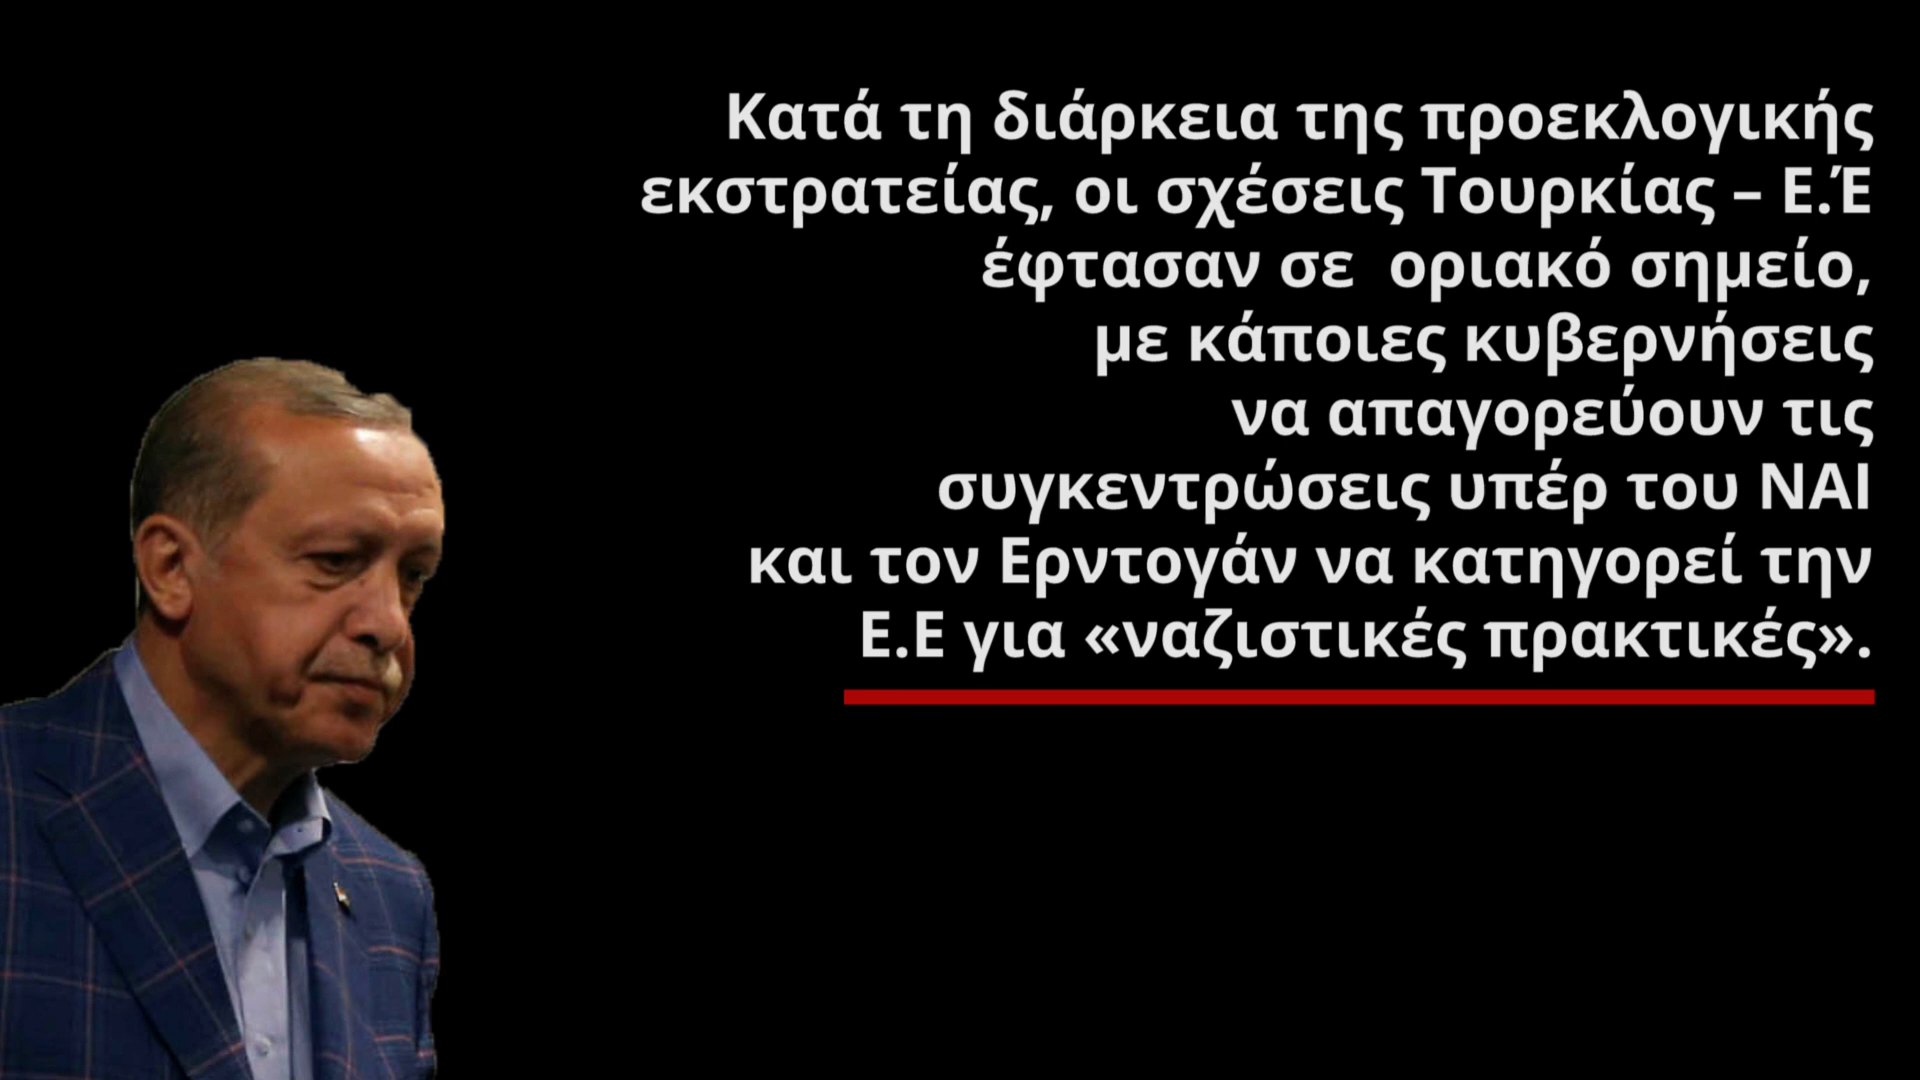 Κατά τη διάρκεια της προεκλογικής
εκστρατείας, οι σχέσεις Τουρκίας – Ε.Έ
έφτασαν σε  οριακό σημείο,
με κάποιες κυβερνήσεις
να απαγορεύουν τις
συγκεντρώσεις υπέρ του ΝΑΙ
και τον Ερντογάν να κατηγορεί την
Ε.Ε για «ναζιστικές πρακτικές».